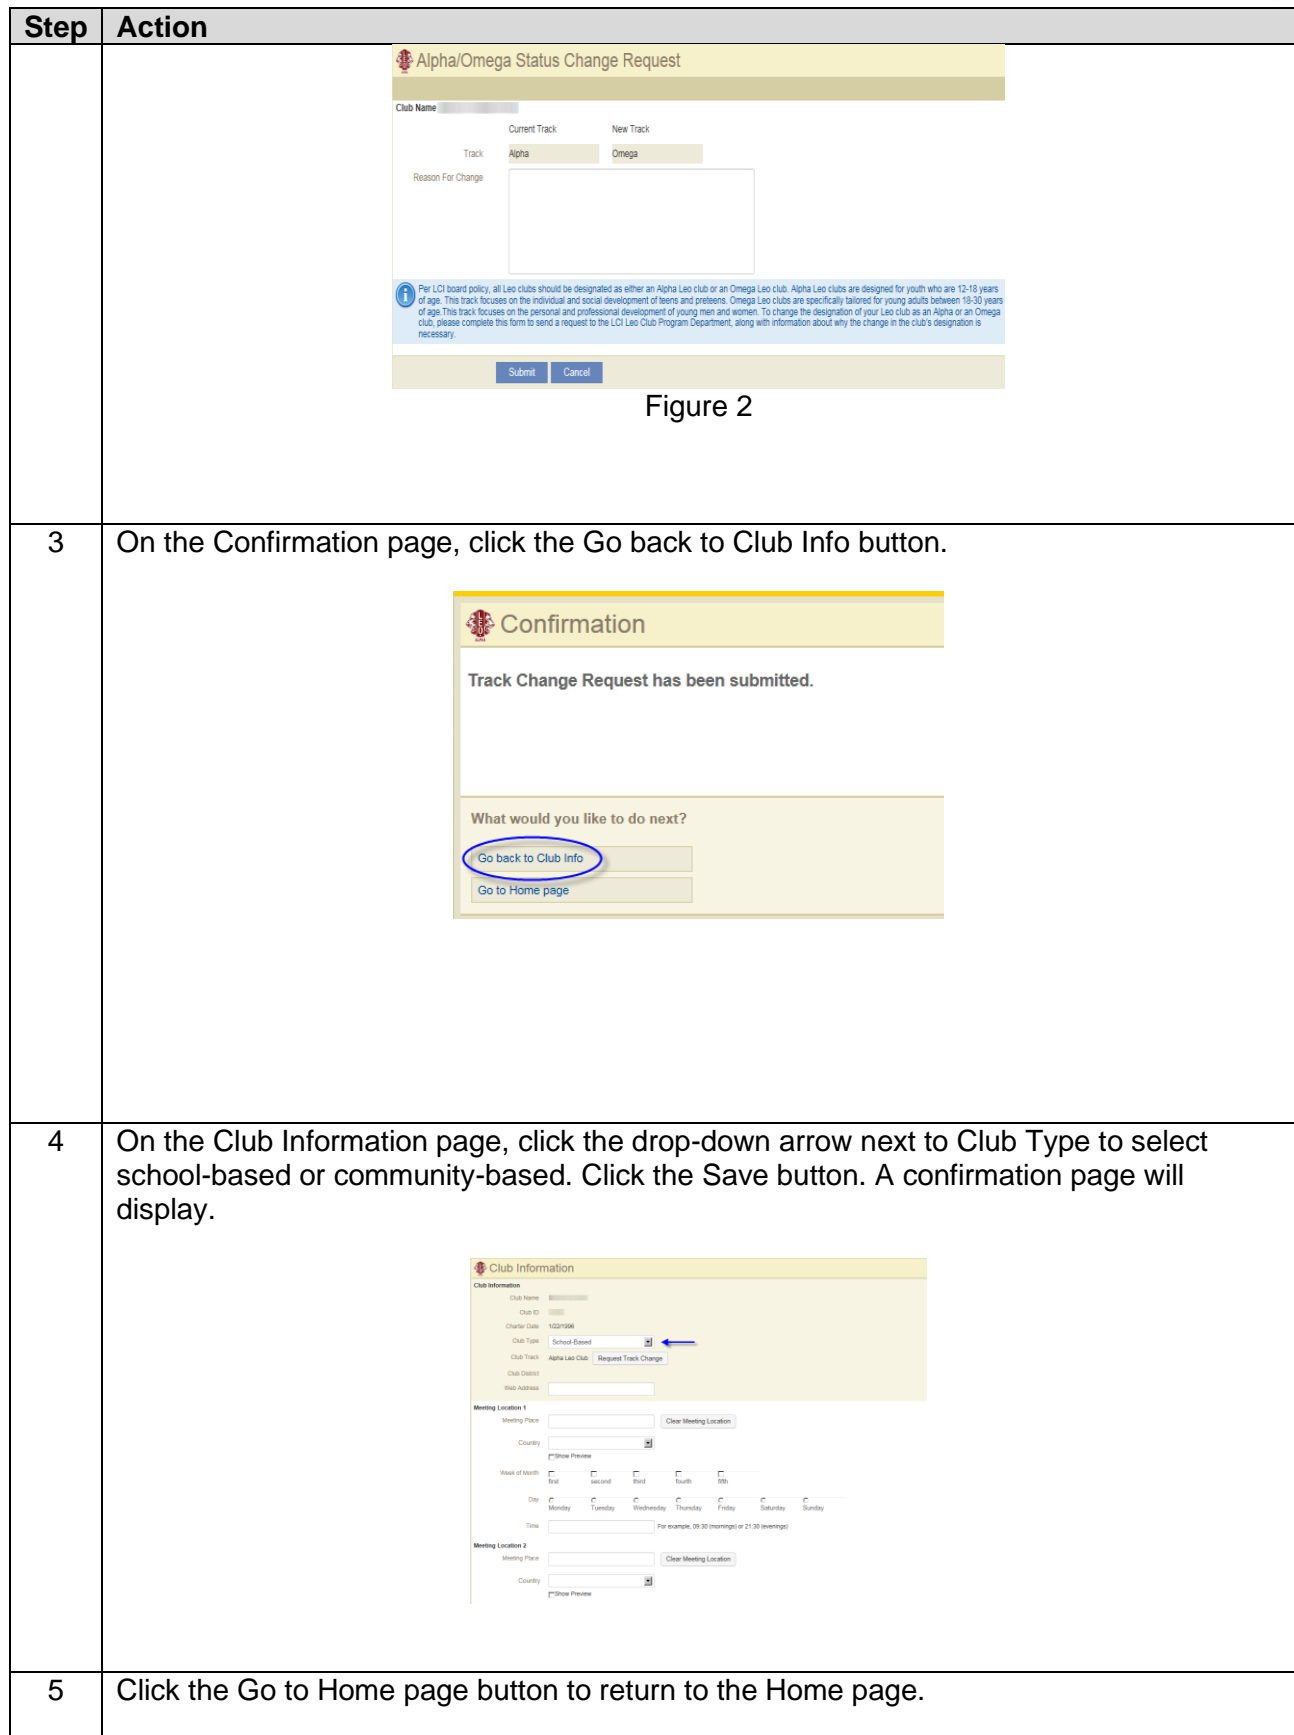 Step Action
Alpha/Omega Status Change Request
Club Name
Current Track New Track
Track Alpha Omega
Reason For Change
Per LCI board policy, all Leo clubs should be designated as either an Alpha Leo club or an Omega Leo club. Alpha Leo clubs are designed for youth who are 12-18 years
of age. This track focuses on the individual and social development of teens and preteens. Omega Leo clubs are specifically tailored for young adults between 18-30 years
of age.This track focuses on the personal and professional development of young men and women. To change the designation of your Leo club as an Alpha or an Omega
club, please complete this form to send a request to the LCI Leo Club Program Department, along with information about why the change in the club's designation is
necessary.
Submit Cancel
Figure 2
3 On the Confirmation page, click the Go back to Club Info button.
Confirmation
Track Change Request has been submitted.
What would you like to do next?
Go back to Club Info
Go to Home page
4 On the Club Information page, click the drop-down arrow next to Club Type to select
school-based or community-based. Click the Save button. A confirmation page will
display.
Club Information
Club Information
Club Name
Club ID
Charter Date 1/22/1996
Club Type School-Based
Club Track Alpha Leo Club Request Track Change
Club District
Web Address
Meeting Location 1
Meeting Place Clear Meeting Location
Country
Show Preview
Week of Month first second third fourth fifth
Day Monday Tuesday Wednesday Thursday Friday Saturday Sunday
Time For example, 09:30 (mornings) or 21:30 (evenings)
Meeting Location 2
Meeting Place Clear Meeting Location
Country
Show Preview
5 Click the Go to Home page button to return to the Home page.